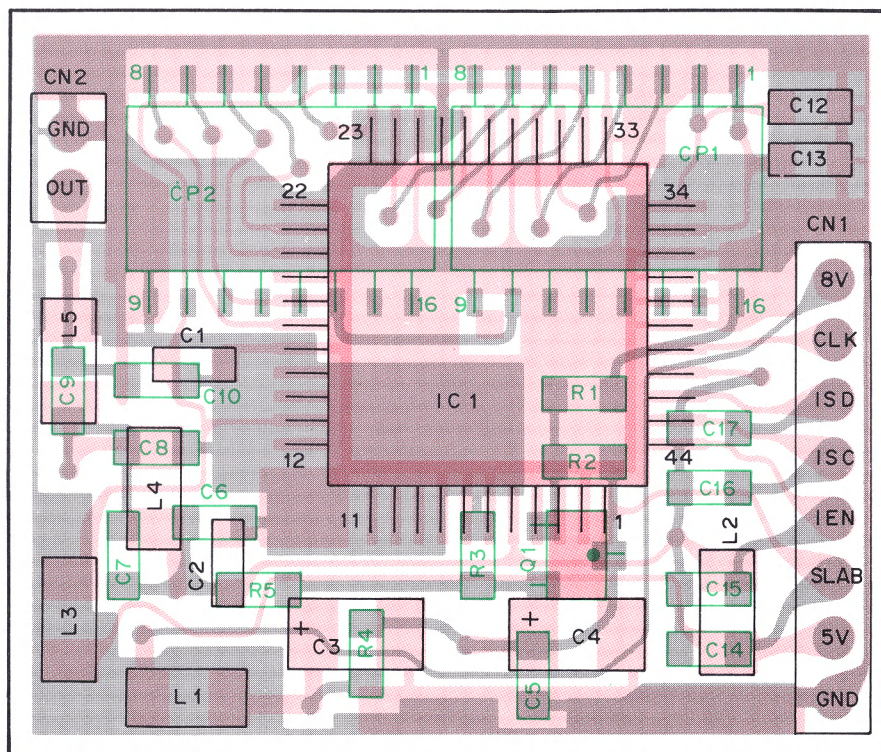 CN2
8
1
8
1
GND
23
33
C12
CP1
C13
OUT
CP2
22
34
CN1
9
16
9
16
8V
L5
C1
CLK
C9
C10
IC1
R1
ISD
C17
C8
12
R2
44
ISC
L4
C6
C16
11
1
IEN
L2
C7
C2
R3
Q1
R5
C15
SLAB
L3
+
C3
R4
+
C4
C14
5V
L1
C5
GND